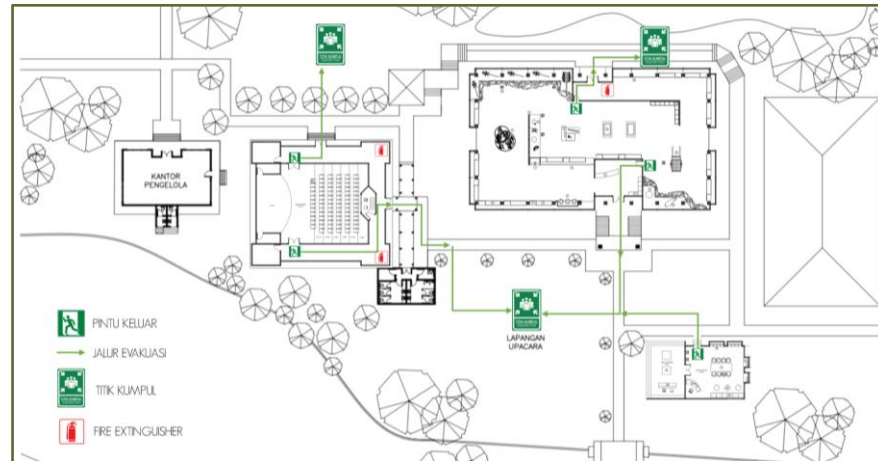 KANTOR
PENGELOLA
LAPANGAN
UPACARA
PINTU KELUAR
JALUR EVAKUASI
TITIK KUMPUL
FIRE EXTINGUISHER